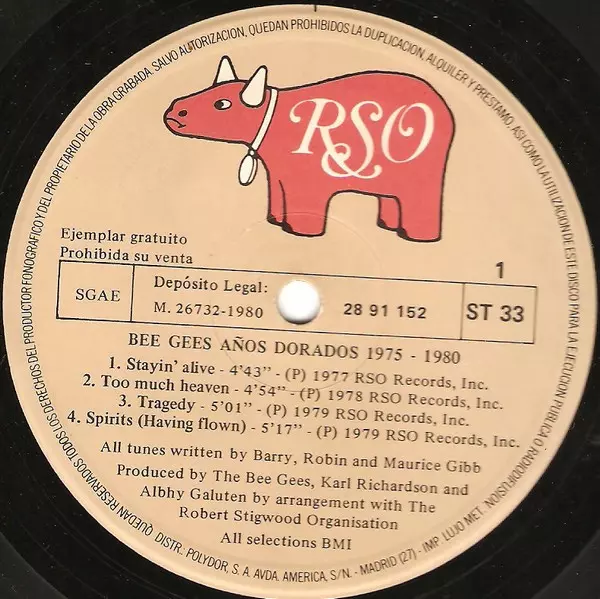 QUEDAN RESERVADOS TODOS LOS DERECHOS DEL PRODUCTOR FONOGRAFICO Y DEL PROPIETARIO DE LA OBRA GRABADA. SALVO AUTORIZACION, QUEDAN PROHIBIDOS LA DUPLICACION, ALQUILER Y PRESTAMO, ASI COMO LA UTILIZACION DE ESTE DISCO PARA LA EJECUCION PUBLICA O RADIODIFUSION.
RSO
Ejemplar gratuito
Prohibida su venta
1
SGAE
Depósito Legal:
M. 26732-1980
28 91 152
ST 33
BEE GEES AÑOS DORADOS 1975 - 1980
1. Stayin' alive - 4'43" - (P) 1977 RSO Records, Inc.
2. Too much heaven - 4'54" - (P) 1978 RSO Records, Inc.
3. Tragedy - 5'01" - (P) 1979 RSO Records, Inc.
4. Spirits (Having flown) - 5'17" - (P) 1979 RSO Records, Inc.
All tunes written by Barry, Robin and Maurice Gibb
Produced by The Bee Gees, Karl Richardson and
Albhy Galuten by arrangement with The
Robert Stigwood Organisation
All selections BMI
DISTR. POLYDOR, S. A. AVDA. AMERICA, S/N. - MADRID (27) - IMP. LUJO MET.